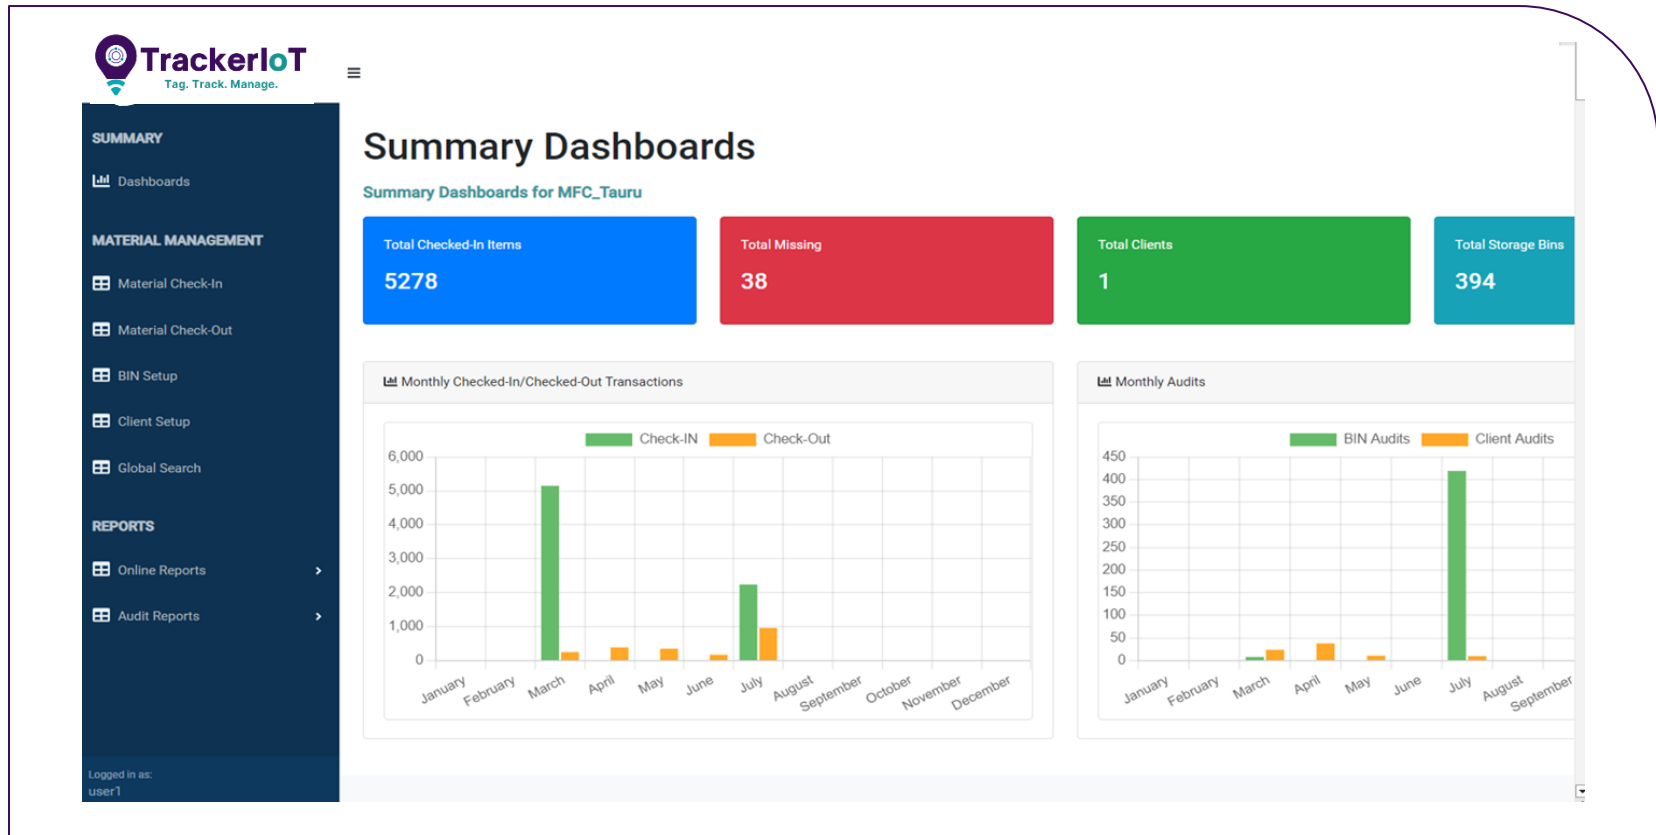 TrackerIoT
Tag. Track. Manage.
SUMMARY
Dashboards
MATERIAL MANAGEMENT
Material Check-In
Material Check-Out
BIN Setup
Client Setup
Global Search
REPORTS
Online Reports
Audit Reports
Logged in as:
user1
Summary Dashboards
Summary Dashboards for MFC_Tauru
Total Checked-In Items
5278
Total Missing
38
Total Clients
1
Total Storage Bins
394
Monthly Checked-In/Checked-Out Transactions
Check-IN Check-Out
6,000
5,000
4,000
3,000
2,000
1,000
0
January February March April May June July August September October November December
Monthly Audits
BIN Audits Client Audits
450
400
350
300
250
200
150
100
50
0
January February March April May June July August September